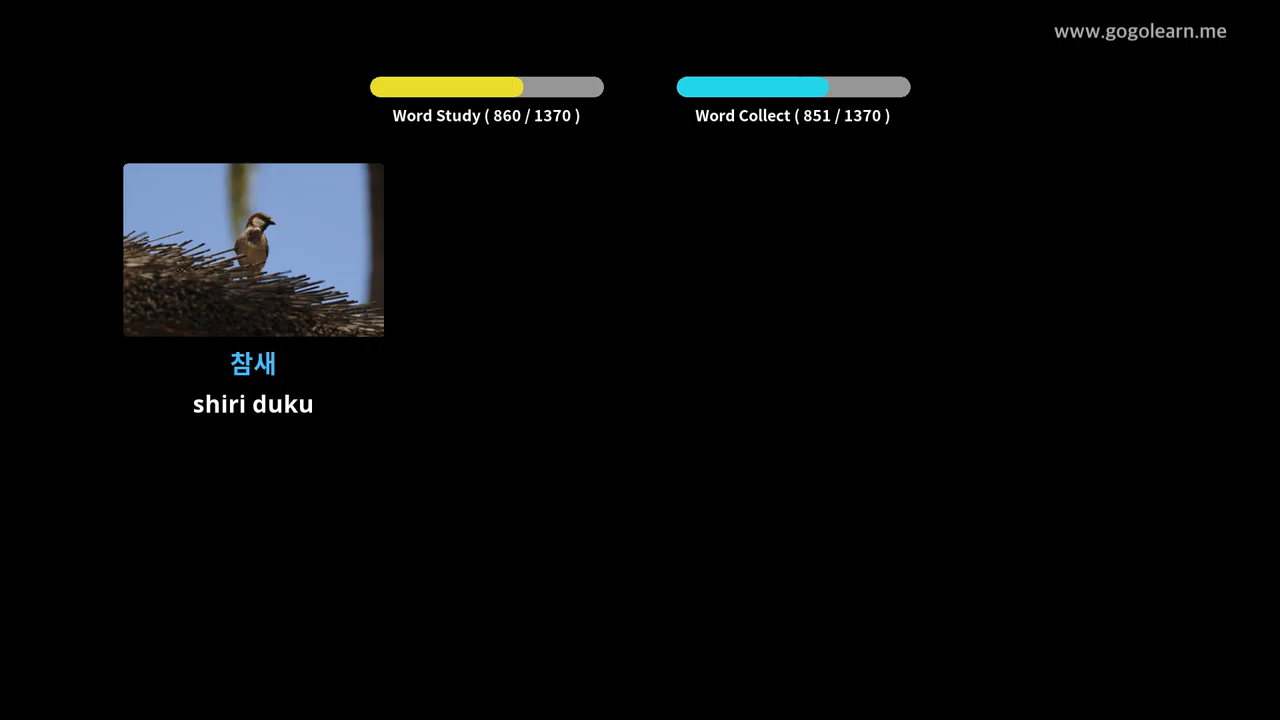 www.gogolearn.me
Word Study ( 860 / 1370 )
Word Collect ( 851 / 1370 )
참새
shiri duku